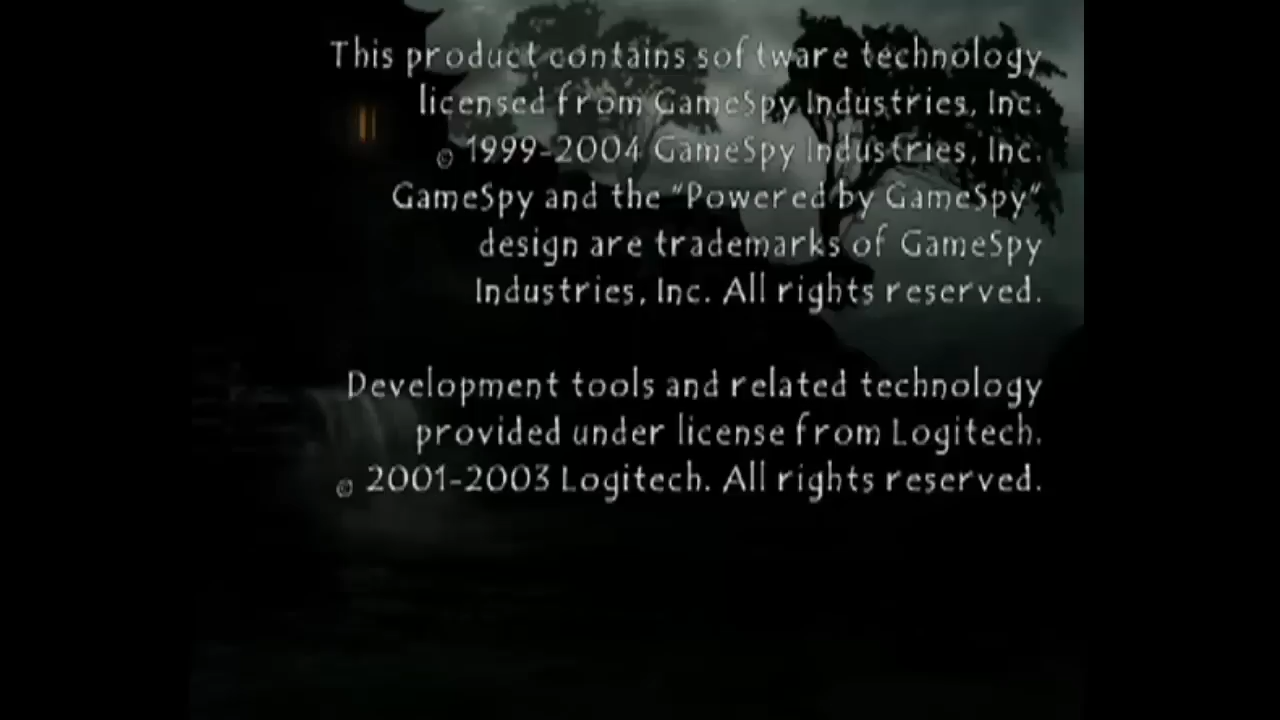 This product contains software technology
licensed from GameSpy Industries, Inc.
© 1999-2004 GameSpy Industries, Inc.
GameSpy and the "Powered by GameSpy"
design are trademarks of GameSpy
Industries, Inc. All rights reserved.
Development tools and related technology
provided under license from Logitech.
© 2001-2003 Logitech. All rights reserved.